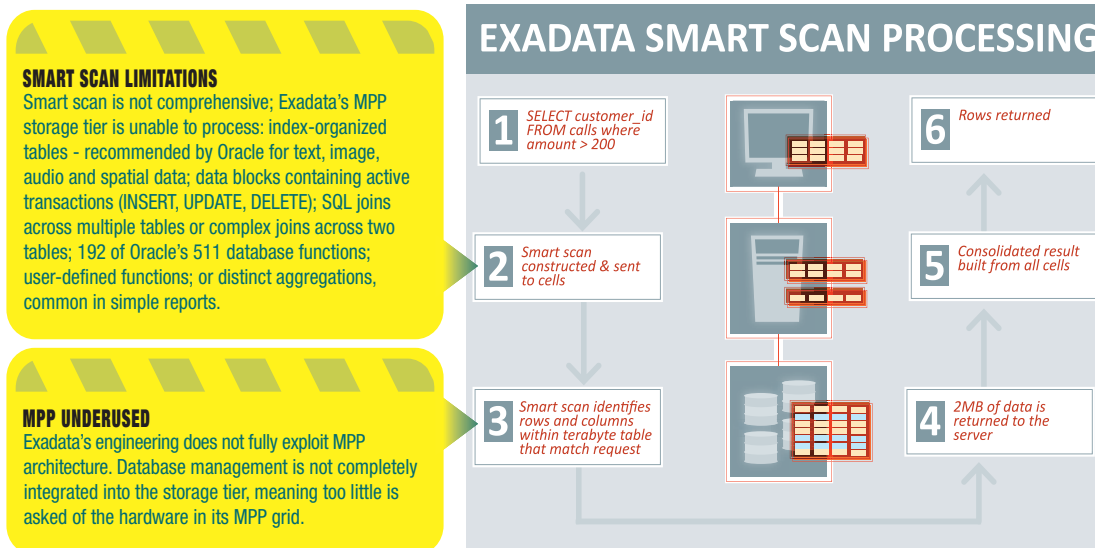 SMART SCAN LIMITATIONS
Smart scan is not comprehensive; Exadata's MPP
storage tier is unable to process: index-organized
tables - recommended by Oracle for text, image,
audio and spatial data; data blocks containing active
transactions (INSERT, UPDATE, DELETE); SQL joins
across multiple tables or complex joins across two
tables; 192 of Oracle's 511 database functions;
user-defined functions; or distinct aggregations,
common in simple reports.
MPP UNDERUSED
Exadata's engineering does not fully exploit MPP
architecture. Database management is not completely
integrated into the storage tier, meaning too little is
asked of the hardware in its MPP grid.
EXADATA SMART SCAN PROCESSING
1
SELECT customer_id
FROM calls where
amount > 200
2
Smart scan
constructed & sent
to cells
3
Smart scan identifies
rows and columns
within terabyte table
that match request
4
2MB of data is
returned to the
server
5
Consolidated result
built from all cells
6
Rows returned